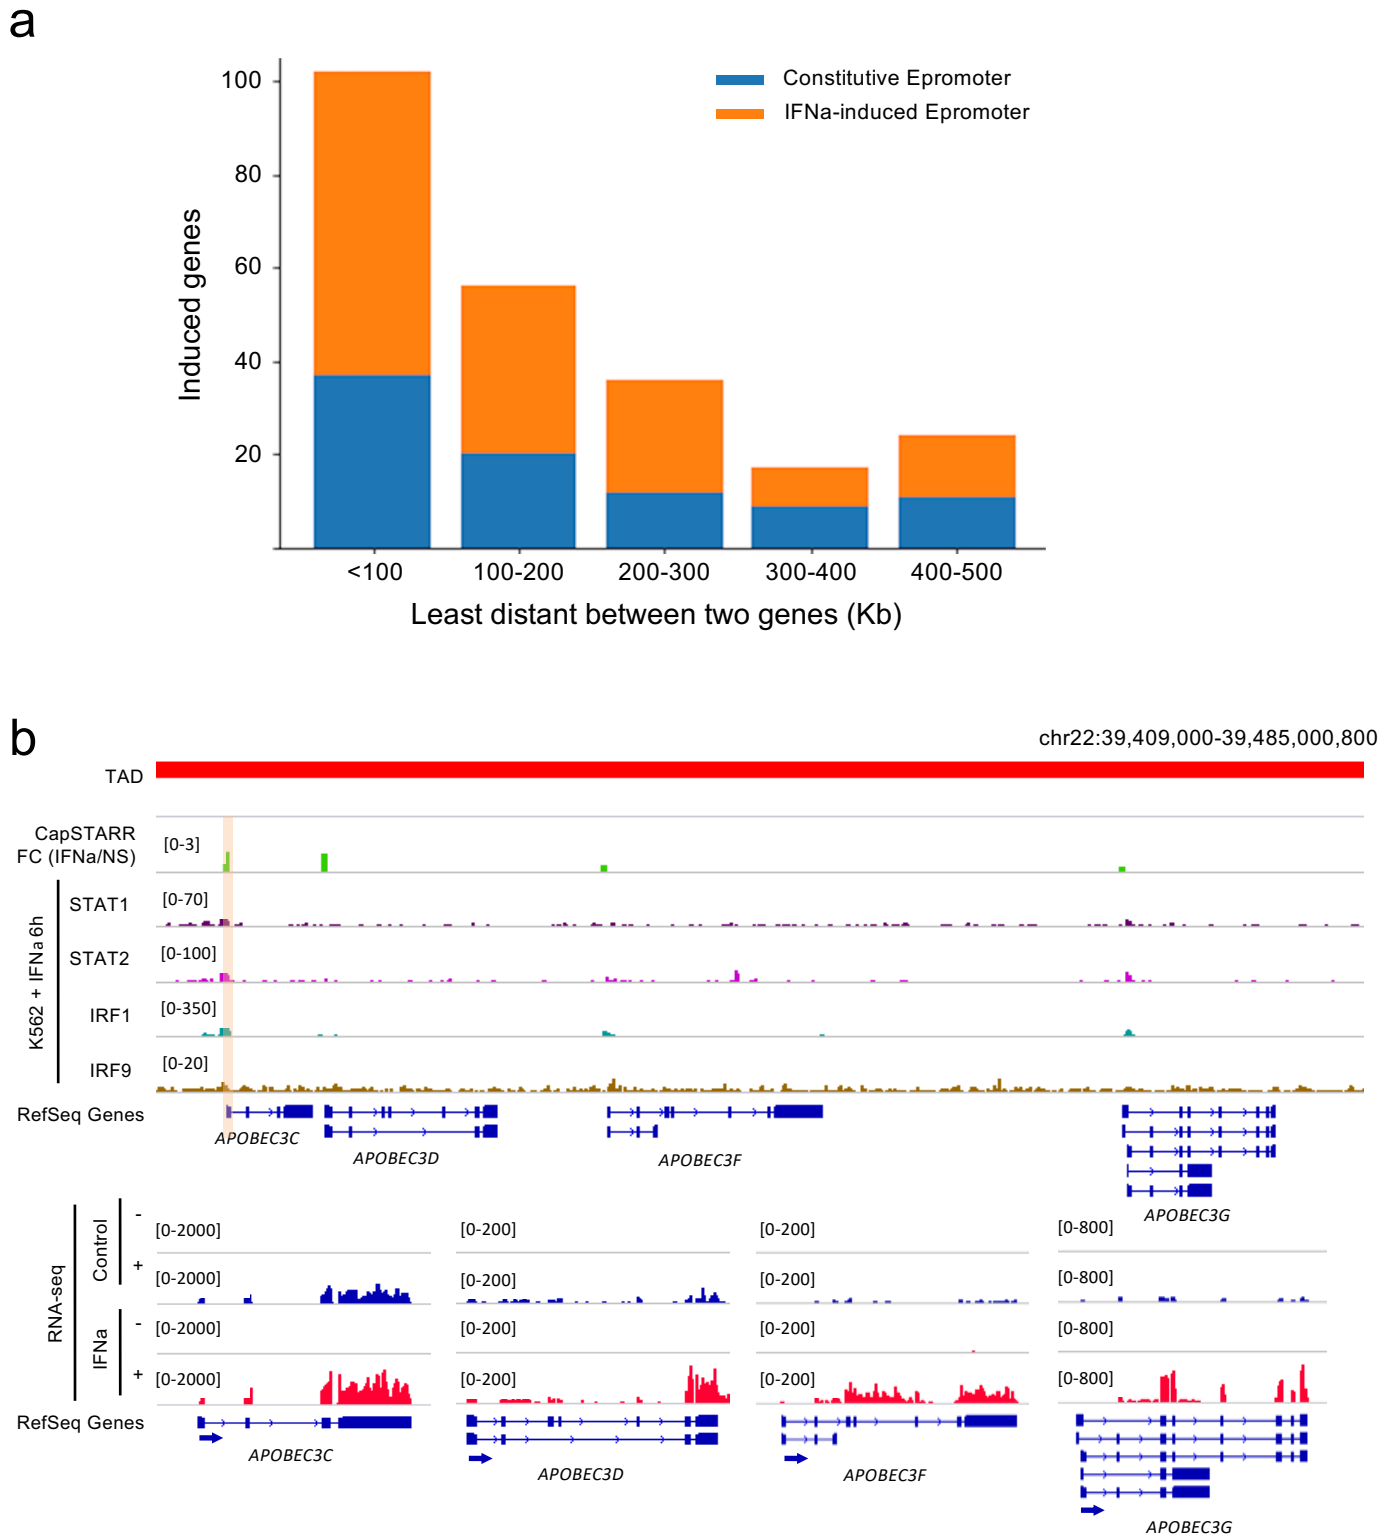 a
100
80
60
40
20
Induced genes
Constitutive Epromoter
IFNa-induced Epromoter
<100 100-200 200-300 300-400 400-500
Least distant between two genes (Kb)
b
chr22:39,409,000-39,485,000,800
TAD
CapSTARR
FC (IFNa/NS)
[0-3]
K562 + IFNa 6h
STAT1 [0-70]
STAT2 [0-100]
IRF1 [0-350]
IRF9 [0-20]
RefSeq Genes
APOBEC3C
APOBEC3D
APOBEC3F
APOBEC3G
RNA-seq
Control
- [0-2000] [0-200] [0-200] [0-800]
+ [0-2000] [0-200] [0-200] [0-800]
IFNa
- [0-2000] [0-200] [0-200] [0-800]
+ [0-2000] [0-200] [0-200] [0-800]
RefSeq Genes
APOBEC3C
APOBEC3D
APOBEC3F
APOBEC3G